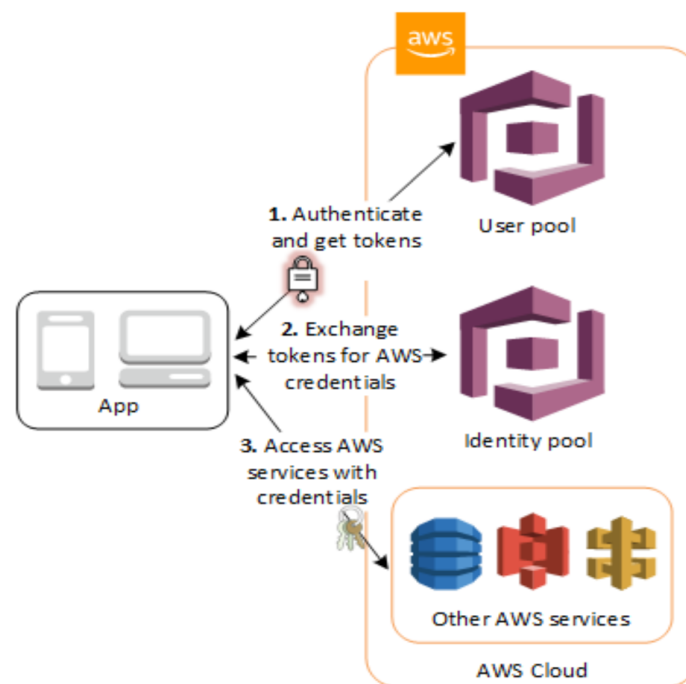 aws
1. Authenticate
and get tokens
User pool
2. Exchange
tokens for AWS
credentials
App
Identity pool
3. Access AWS
services with
credentials
Other AWS services
AWS Cloud